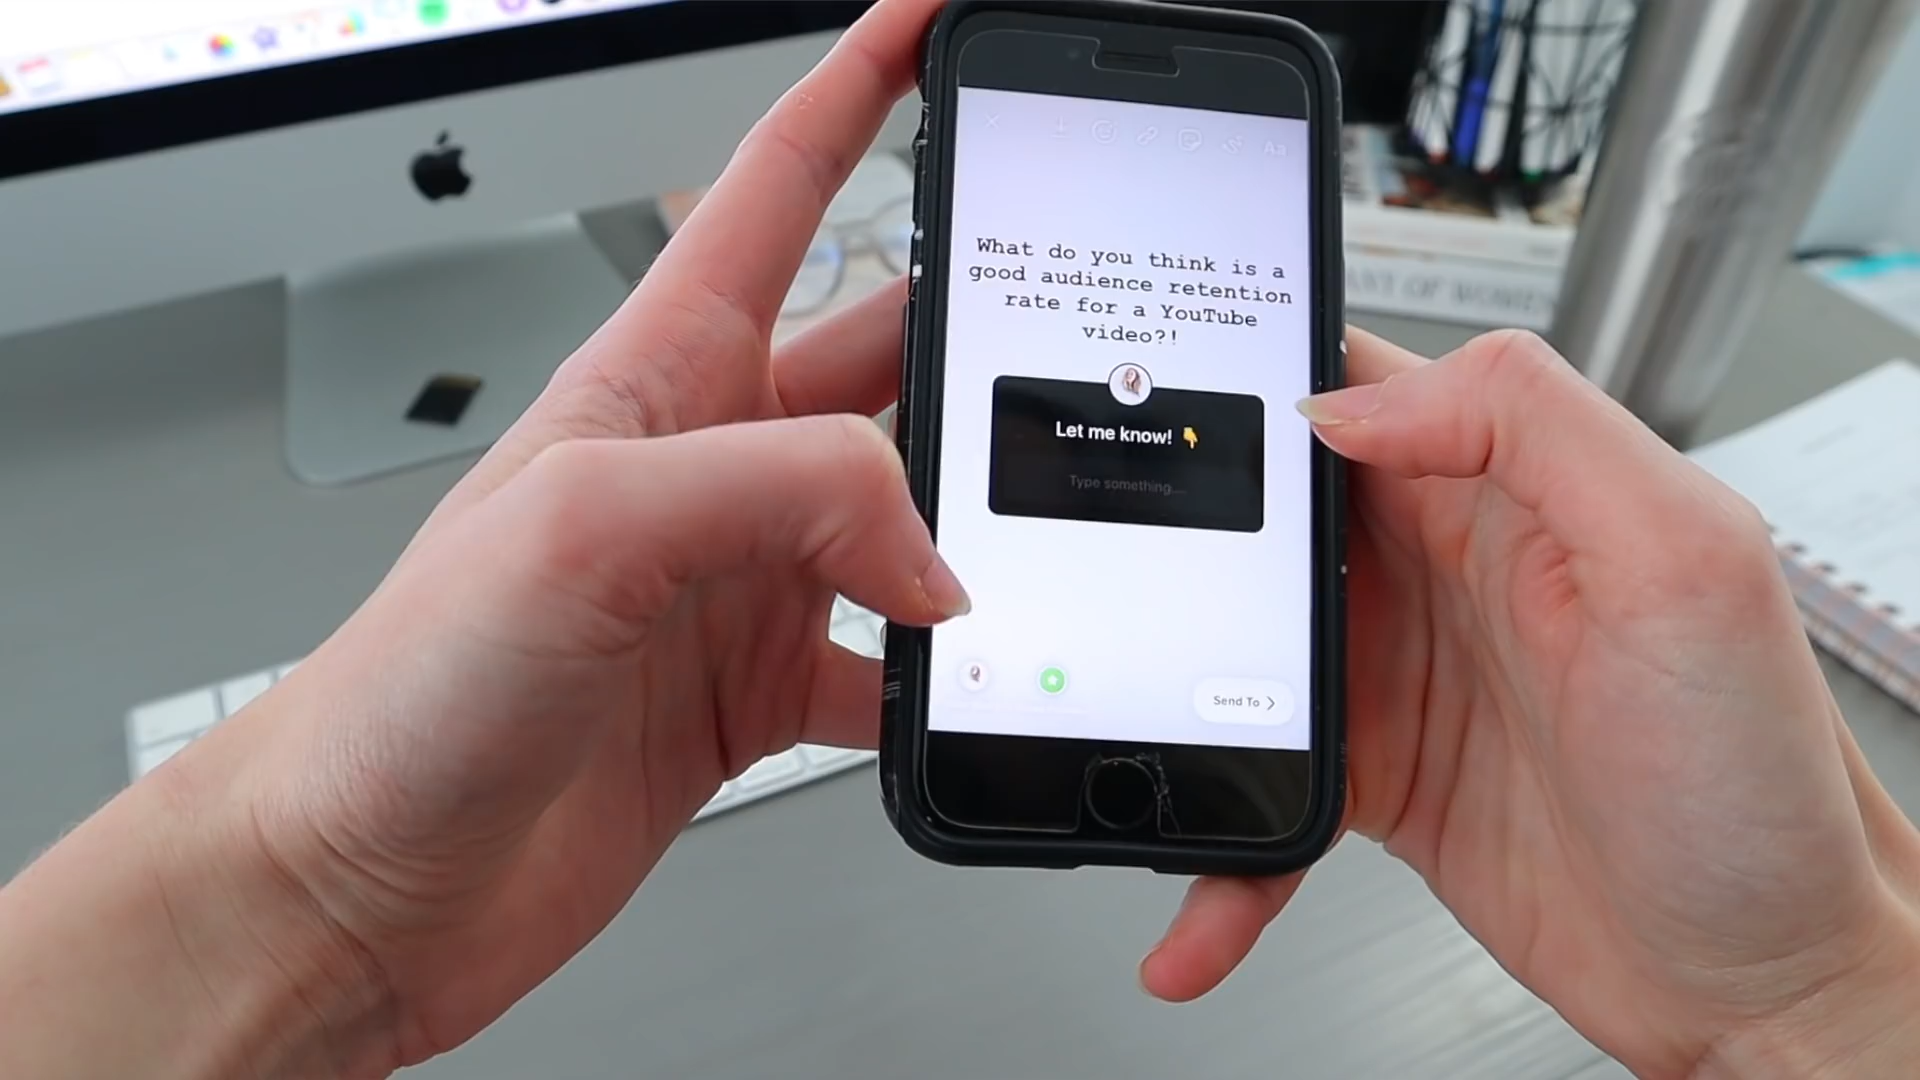 Aa
What do you think is a
good audience retention
rate for a YouTube
video?!
Let me know! 👇
Type something...
Send To >